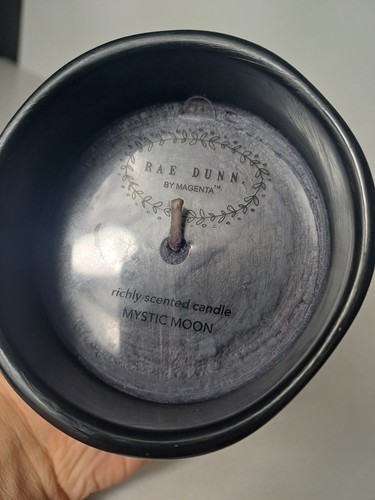 RAE DUNN.
BY MAGENTA™
richly scented candle
MYSTIC MOON